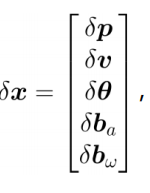 δx = [ δp
δv
δθ
δb_a
δb_ω ] ,